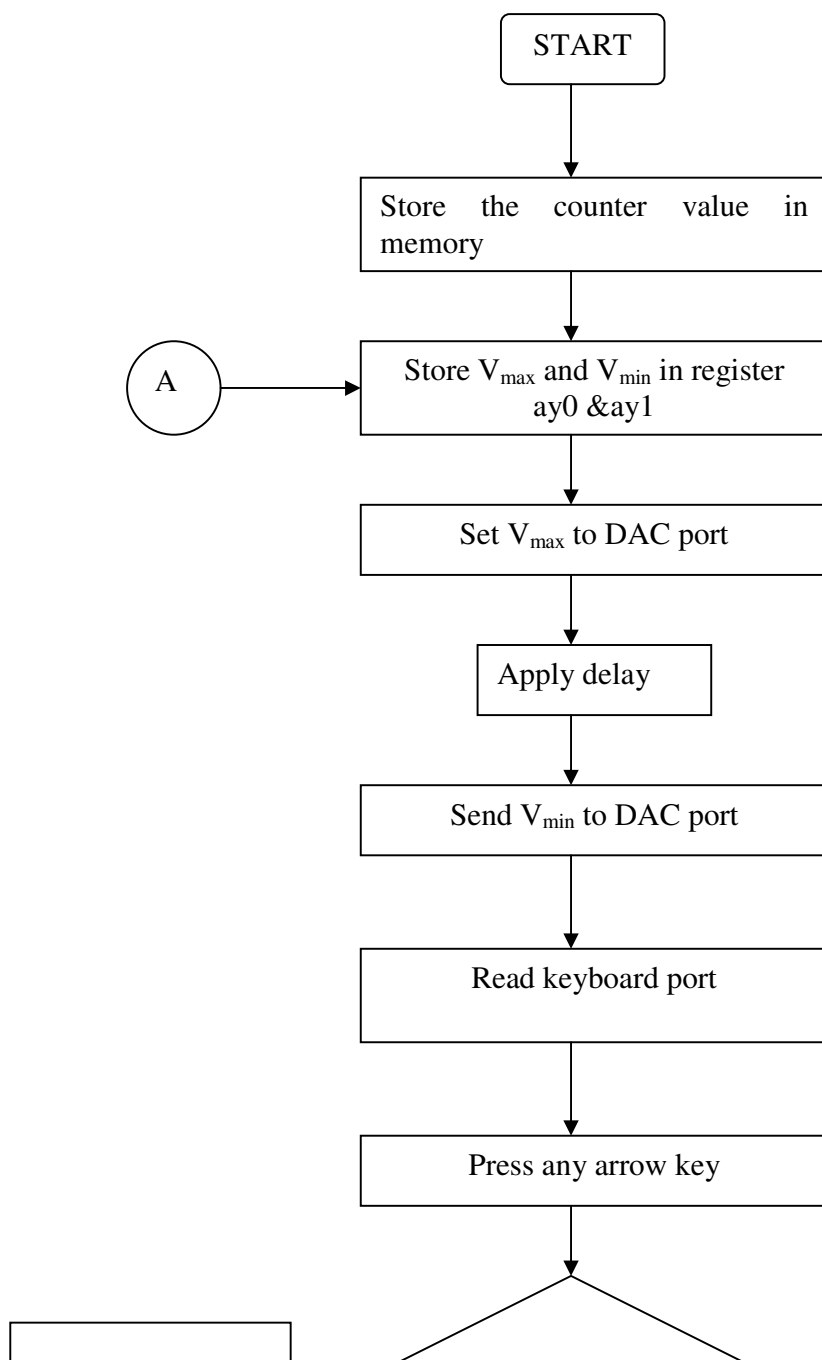 START
Store the counter value in
memory
A
Store Vmax and Vmin in register
ay0 &ay1
Set Vmax to DAC port
Apply delay
Send Vmin to DAC port
Read keyboard port
Press any arrow key